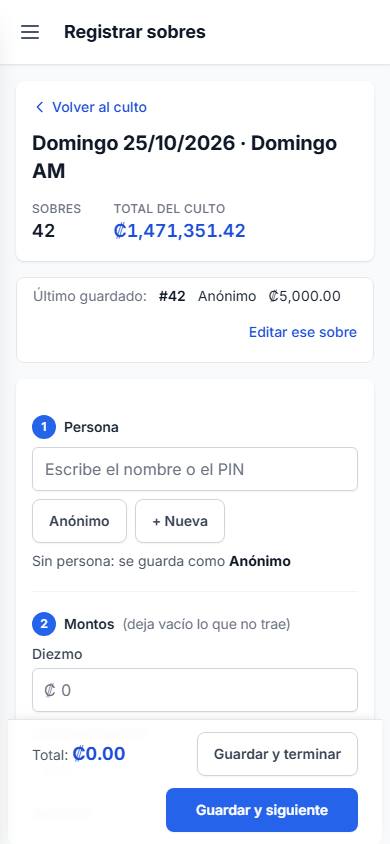 Registrar sobres
Volver al culto
Domingo 25/10/2026 · Domingo
AM
SOBRES TOTAL DEL CULTO
42 ₡1,471,351.42
Último guardado: #42 Anónimo ₡5,000.00
Editar ese sobre
1 Persona
Escribe el nombre o el PIN
Anónimo + Nueva
Sin persona: se guarda como Anónimo
2 Montos (deja vacío lo que no trae)
Diezmo
₡ 0
Total: ₡0.00 Guardar y terminar
Guardar y siguiente